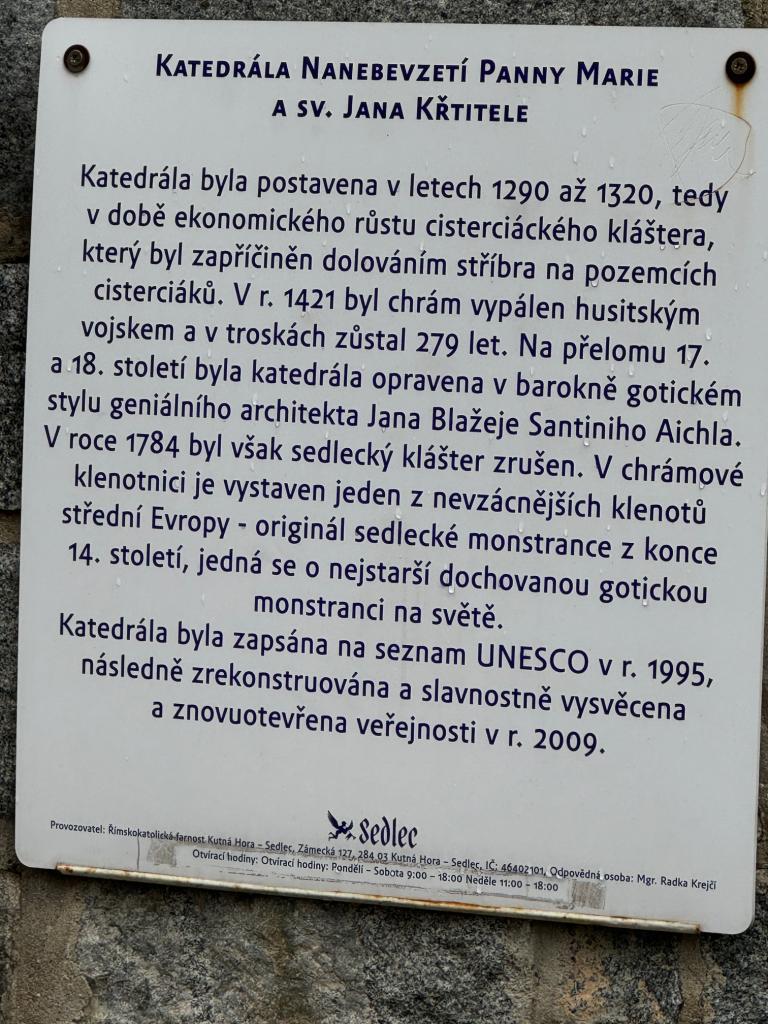 Katedrála Nanebevzetí Panny Marie
a sv. Jana Křtitele
Katedrála byla postavena v letech 1290 až 1320, tedy
v době ekonomického růstu cisterciáckého kláštera,
který byl zapříčiněn dolováním stříbra na pozemcích
cisterciáků. V r. 1421 byl chrám vypálen husitským
vojskem a v troskách zůstal 279 let. Na přelomu 17.
a 18. století byla katedrála opravena v barokně gotickém
stylu geniálního architekta Jana Blažeje Santiniho Aichla.
V roce 1784 byl však sedlecký klášter zrušen. V chrámové
klenotnici je vystaven jeden z nevzácnějších klenotů
střední Evropy - originál sedlecké monstrance z konce
14. století, jedná se o nejstarší dochovanou gotickou
monstranci na světě.
Katedrála byla zapsána na seznam UNESCO v r. 1995,
následně zrekonstruována a slavnostně vysvěcena
a znovuotevřena veřejnosti v r. 2009.
Sedlec
Provozovatel: Římskokatolická farnost Kutná Hora – Sedlec, Zámecká 127, 284 03 Kutná Hora – Sedlec, IČ: 46402101, Odpovědná osoba: Mgr. Radka Krejčí
Otvírací hodiny: Otvírací hodiny: Pondělí – Sobota 9:00 – 18:00 Neděle 11:00 – 18:00